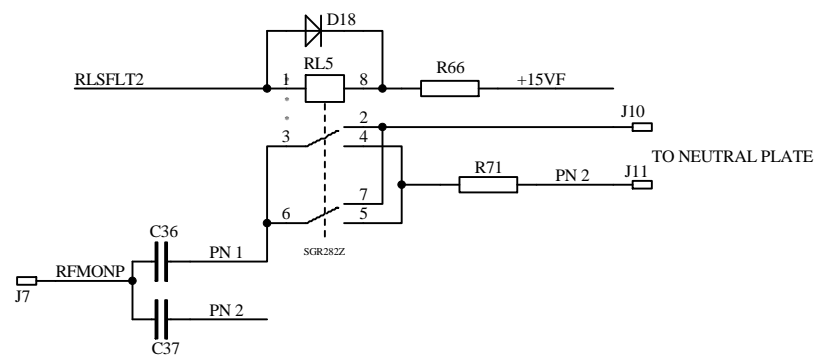 D18
RL5
RLSFLT2
1
8
R66
+15VF
2
J10
3
4
TO NEUTRAL PLATE
R71
PN 2
J11
7
6
5
SGR282Z
C36
PN 1
RFMONP
J7
PN 2
C37